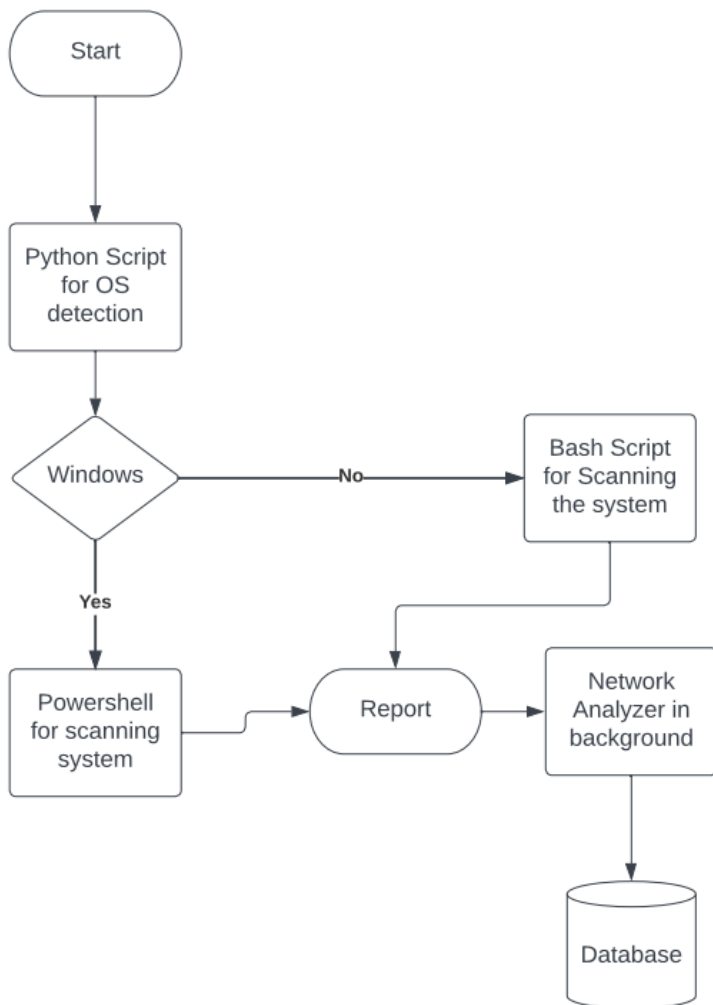 Start
Python Script
for OS
detection
Windows
No
Bash Script
for Scanning
the system
Yes
Powershell
for scanning
system
Report
Network
Analyzer in
background
Database